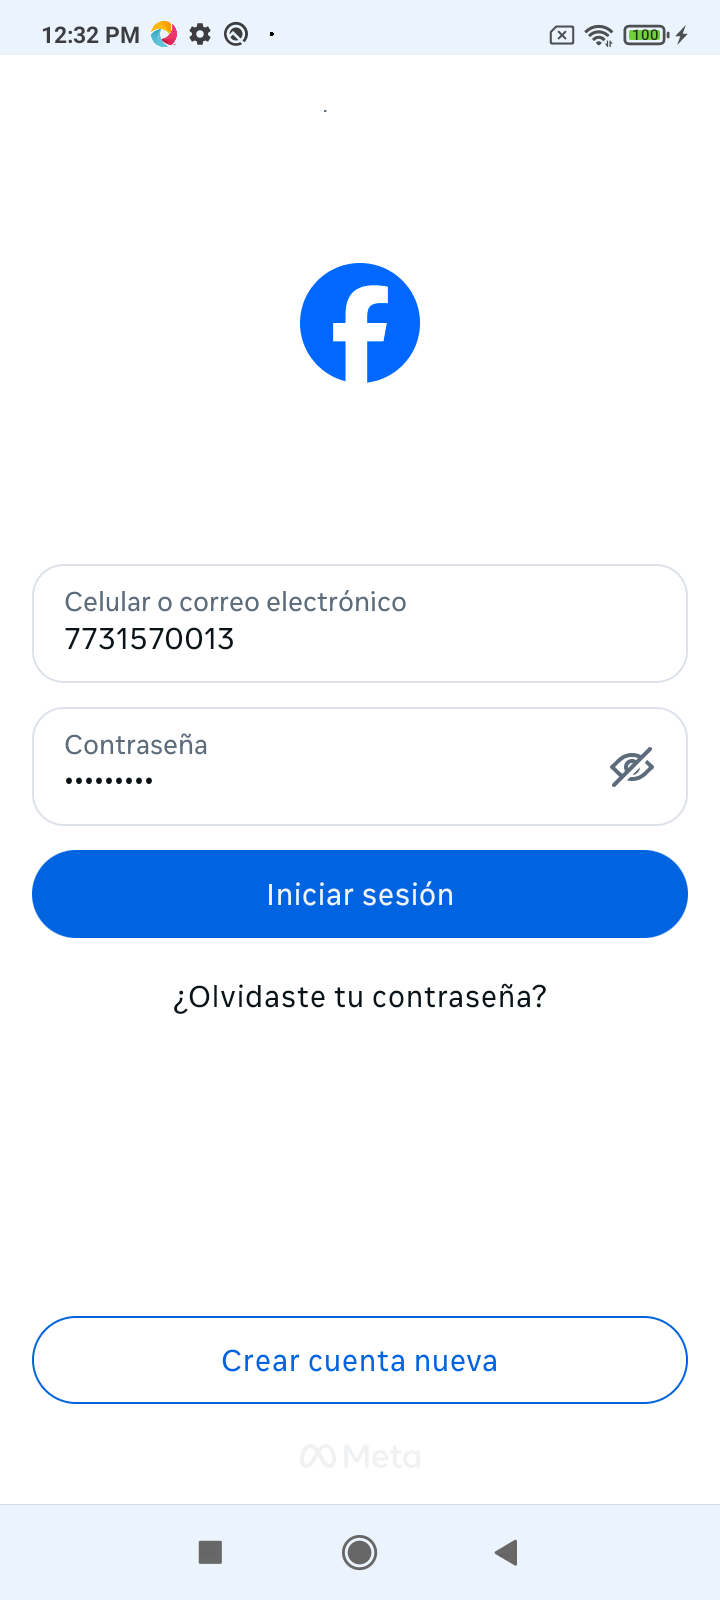 12:32 PM
100
Celular o correo electrónico
7731570013
Contraseña
•••••••••
Iniciar sesión
¿Olvidaste tu contraseña?
Crear cuenta nueva
Meta